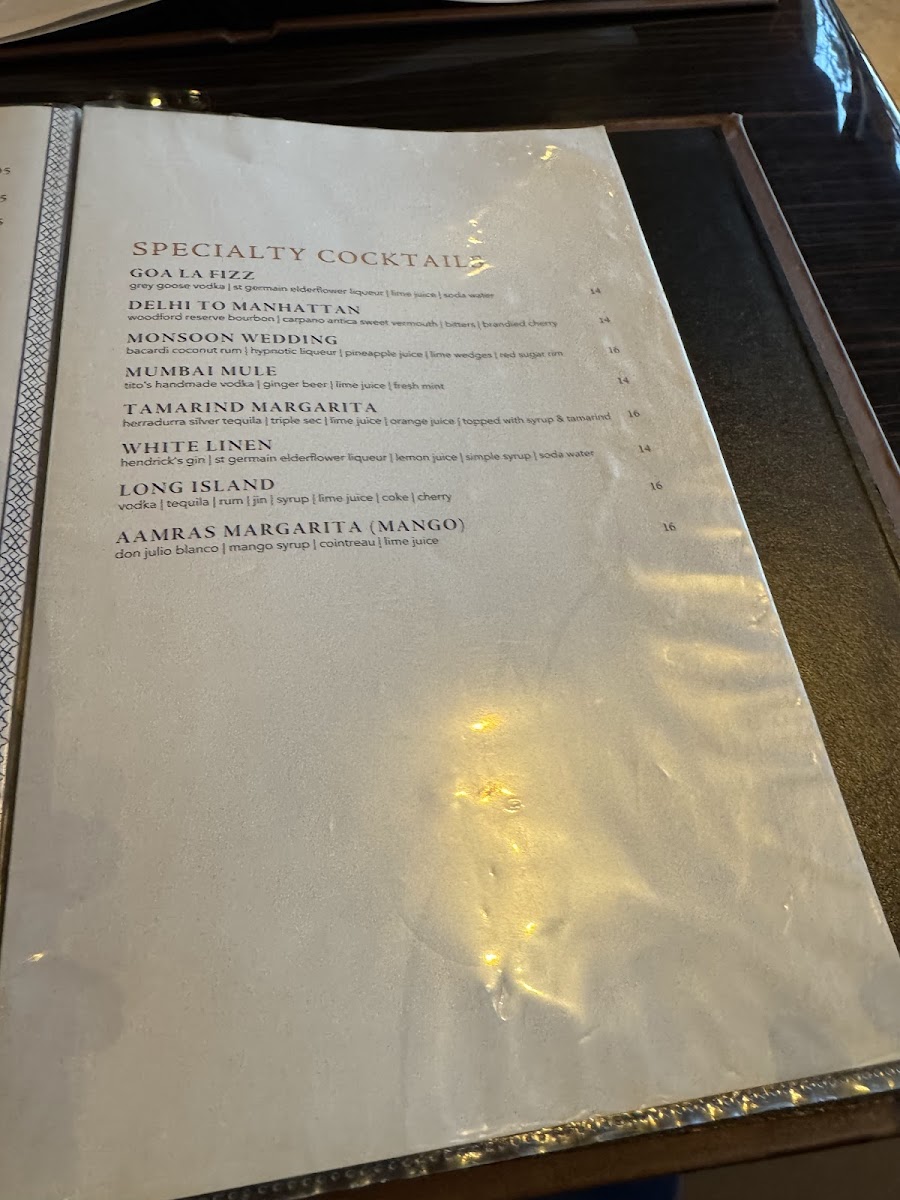 SPECIALTY COCKTAILS
GOA LA FIZZ
grey goose vodka | st germain elderflower liqueur | lime juice | soda water 14
DELHI TO MANHATTAN
woodford reserve bourbon | carpano antica sweet vermouth | bitters | brandied cherry 14
MONSOON WEDDING
bacardi coconut rum | hypnotic liqueur | pineapple juice | lime wedges | red sugar rim 16
MUMBAI MULE
tito's handmade vodka | ginger beer | lime juice | fresh mint 14
TAMARIND MARGARITA
herradurra silver tequila | triple sec | lime juice | orange juice | topped with syrup & tamarind 16
WHITE LINEN
hendrick's gin | st germain elderflower liqueur | lemon juice | simple syrup | soda water 14
LONG ISLAND
vodka | tequila | rum | jin | syrup | lime juice | coke | cherry 16
AAMRAS MARGARITA (MANGO)
don julio blanco | mango syrup | cointreau | lime juice 16